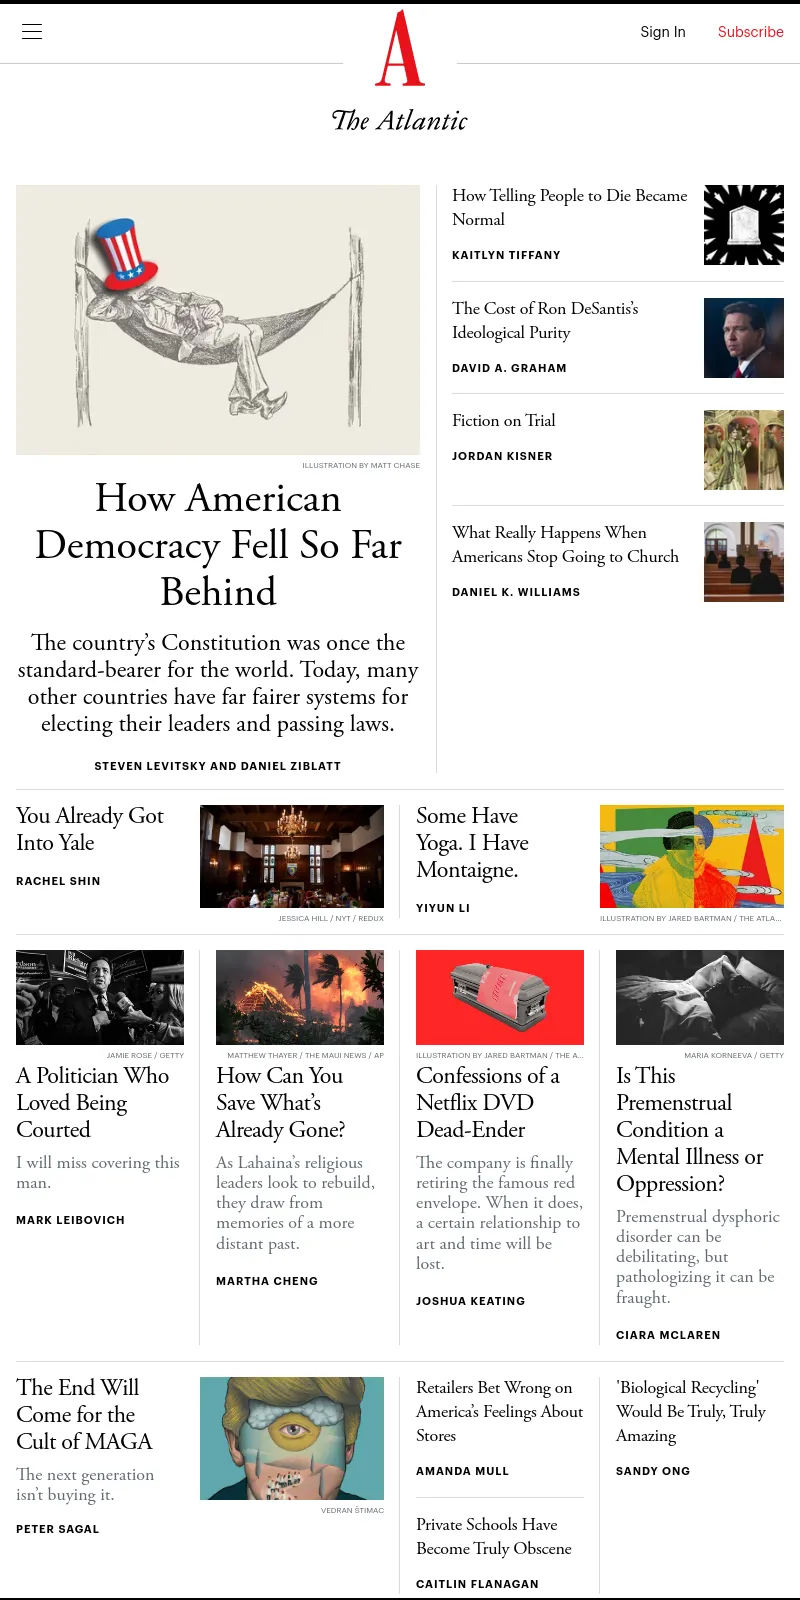 Sign In
Subscribe
A
The Atlantic
ILLUSTRATION BY MATT CHASE
How American
Democracy Fell So Far
Behind
The country's Constitution was once the
standard-bearer for the world. Today, many
other countries have far fairer systems for
electing their leaders and passing laws.
STEVEN LEVITSKY AND DANIEL ZIBLATT
How Telling People to Die Became
Normal
KAITLYN TIFFANY
The Cost of Ron DeSantis's
Ideological Purity
DAVID A. GRAHAM
Fiction on Trial
JORDAN KISNER
What Really Happens When
Americans Stop Going to Church
DANIEL K. WILLIAMS
You Already Got
Into Yale
RACHEL SHIN
JESSICA HILL / NYT / REDUX
Some Have
Yoga. I Have
Montaigne.
YIYUN LI
ILLUSTRATION BY JARED BARTMAN / THE ATLA...
JAMIE ROSE / GETTY
A Politician Who
Loved Being
Courted
I will miss covering this
man.
MARK LEIBOVICH
MATTHEW THAYER / THE MAUI NEWS / AP
How Can You
Save What's
Already Gone?
As Lahaina's religious
leaders look to rebuild,
they draw from
memories of a more
distant past.
MARTHA CHENG
ILLUSTRATION BY JARED BARTMAN / THE A...
Confessions of a
Netflix DVD
Dead-Ender
The company is finally
retiring the famous red
envelope. When it does,
a certain relationship to
art and time will be
lost.
JOSHUA KEATING
MARIA KORNEEVA / GETTY
Is This
Premenstrual
Condition a
Mental Illness or
Oppression?
Premenstrual dysphoric
disorder can be
debilitating, but
pathologizing it can be
fraught.
CIARA MCLAREN
The End Will
Come for the
Cult of MAGA
The next generation
isn't buying it.
PETER SAGAL
VEDRAN ŠTIMAC
Retailers Bet Wrong on
America's Feelings About
Stores
AMANDA MULL
Private Schools Have
Become Truly Obscene
CAITLIN FLANAGAN
'Biological Recycling'
Would Be Truly, Truly
Amazing
SANDY ONG